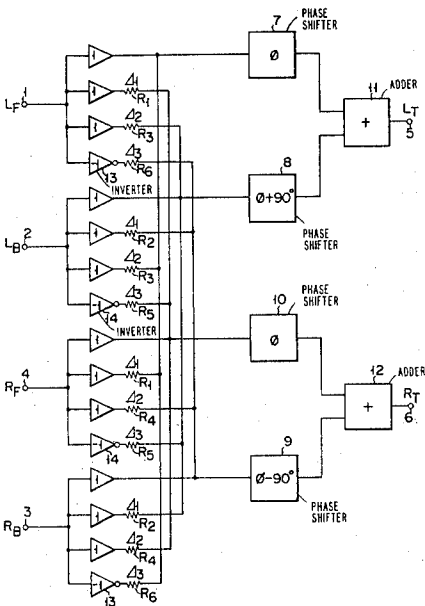 7
PHASE
SHIFTER
Ø
Δ1
R1
1
LF
Δ2
R3
Δ3
R6
13
INVERTER
11
ADDER
+
LT
5
8
Ø+90°
PHASE
SHIFTER
2
LB
Δ1
R2
Δ2
R3
Δ3
R5
14
INVERTER
10
PHASE
SHIFTER
Ø
4
RF
Δ1
R1
Δ2
R4
Δ3
R5
14
12
ADDER
+
RT
6
9
Ø−90°
PHASE
SHIFTER
3
RB
Δ1
R2
Δ2
R4
Δ3
R6
13